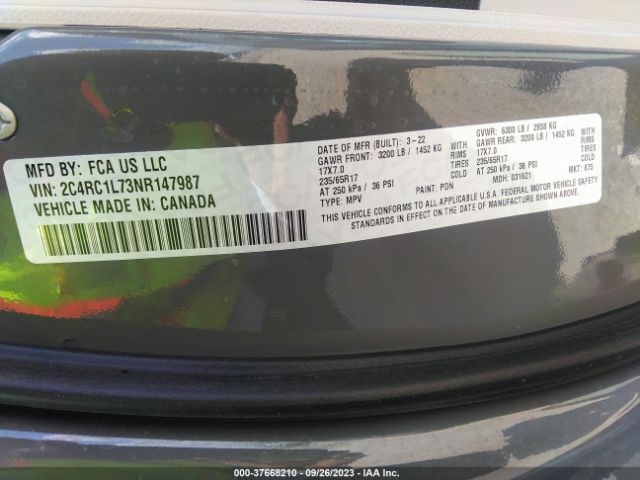 MFD BY: FCA US LLC
VIN: 2C4RC1L73NR147987
VEHICLE MADE IN: CANADA
DATE OF MFR (BUILT): 3-22 GVWR: 6300 LB / 2858 KG
GAWR FRONT: 3200 LB / 1452 KG WITH GAWR REAR: 3200 LB / 1452 KG WITH
17X7.0 RIMS 17X7.0 RIMS
235/65R17 TIRES 235/65R17 TIRES
AT 250 kPa / 36 PSI COLD AT 250 kPa / 36 PSI COLD
TYPE: MPV PAINT: PDN MDH: 031621 MKT: 875
THIS VEHICLE CONFORMS TO ALL APPLICABLE FEDERAL MOTOR VEHICLE SAFETY
STANDARDS IN EFFECT ON THE DATE OF MANUFACTURE SHOWN ABOVE.
000-37668210 - 09/26/2023 - IAA Inc.